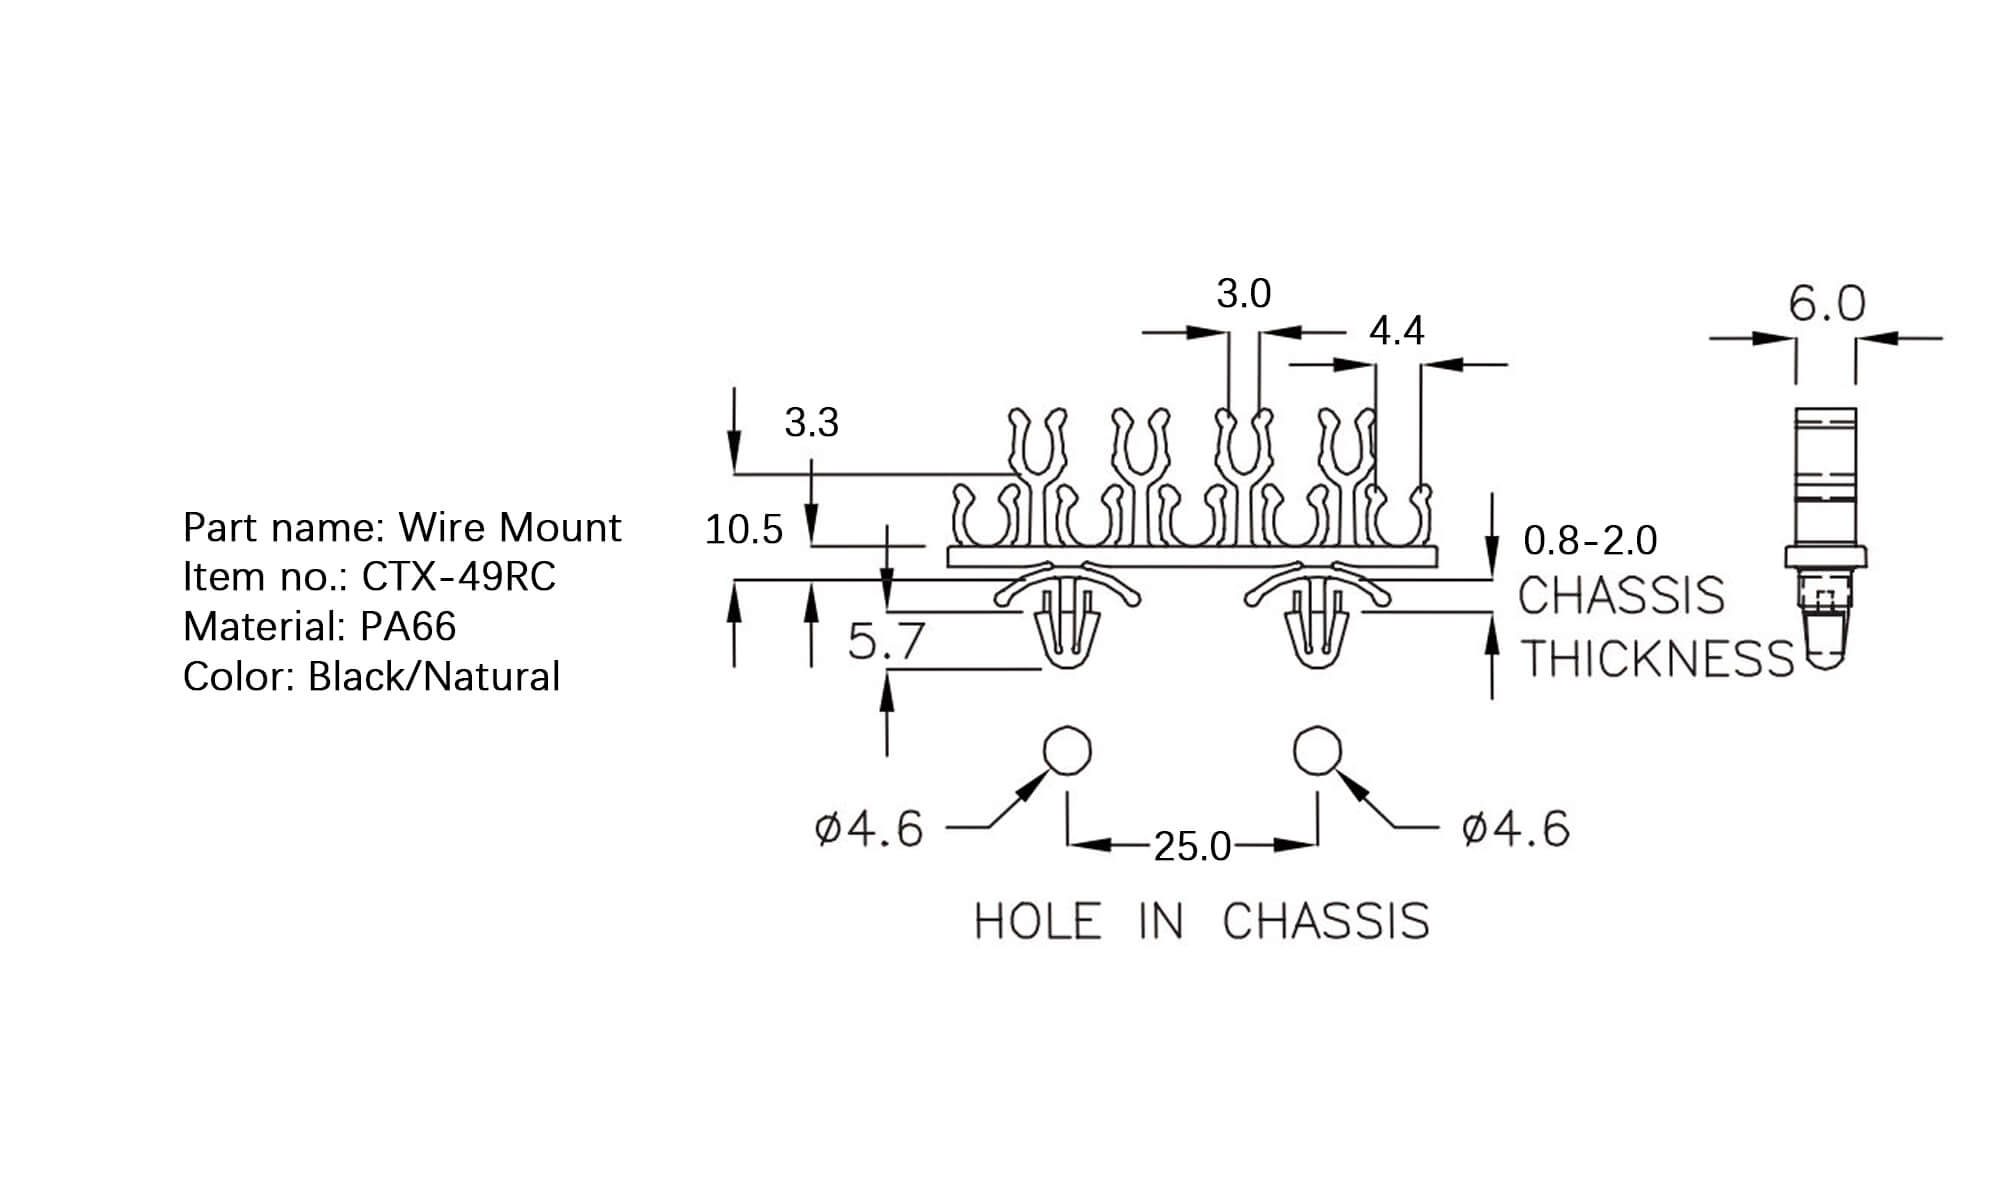 Part name: Wire Mount
Item no.: CTX-49RC
Material: PA66
Color: Black/Natural
3.0
4.4
6.0
3.3
10.5
0.8-2.0
CHASSIS
THICKNESS
5.7
ø4.6
25.0
ø4.6
HOLE IN CHASSIS